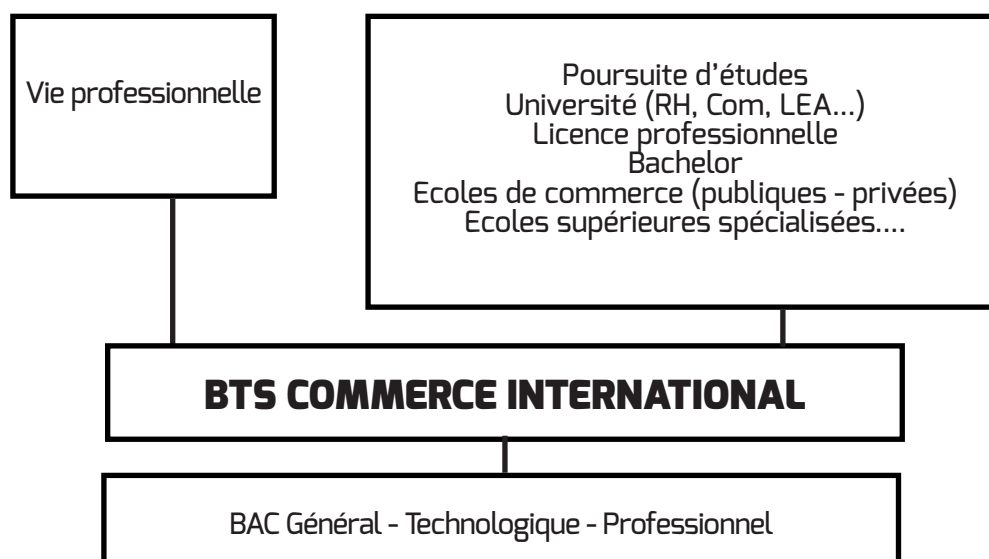 Vie professionnelle
Poursuite d’études
Université (RH, Com, LEA...)
Licence professionnelle
Bachelor
Ecoles de commerce (publiques - privées)
Ecoles supérieures spécialisées....
BTS COMMERCE INTERNATIONAL
BAC Général - Technologique - Professionnel